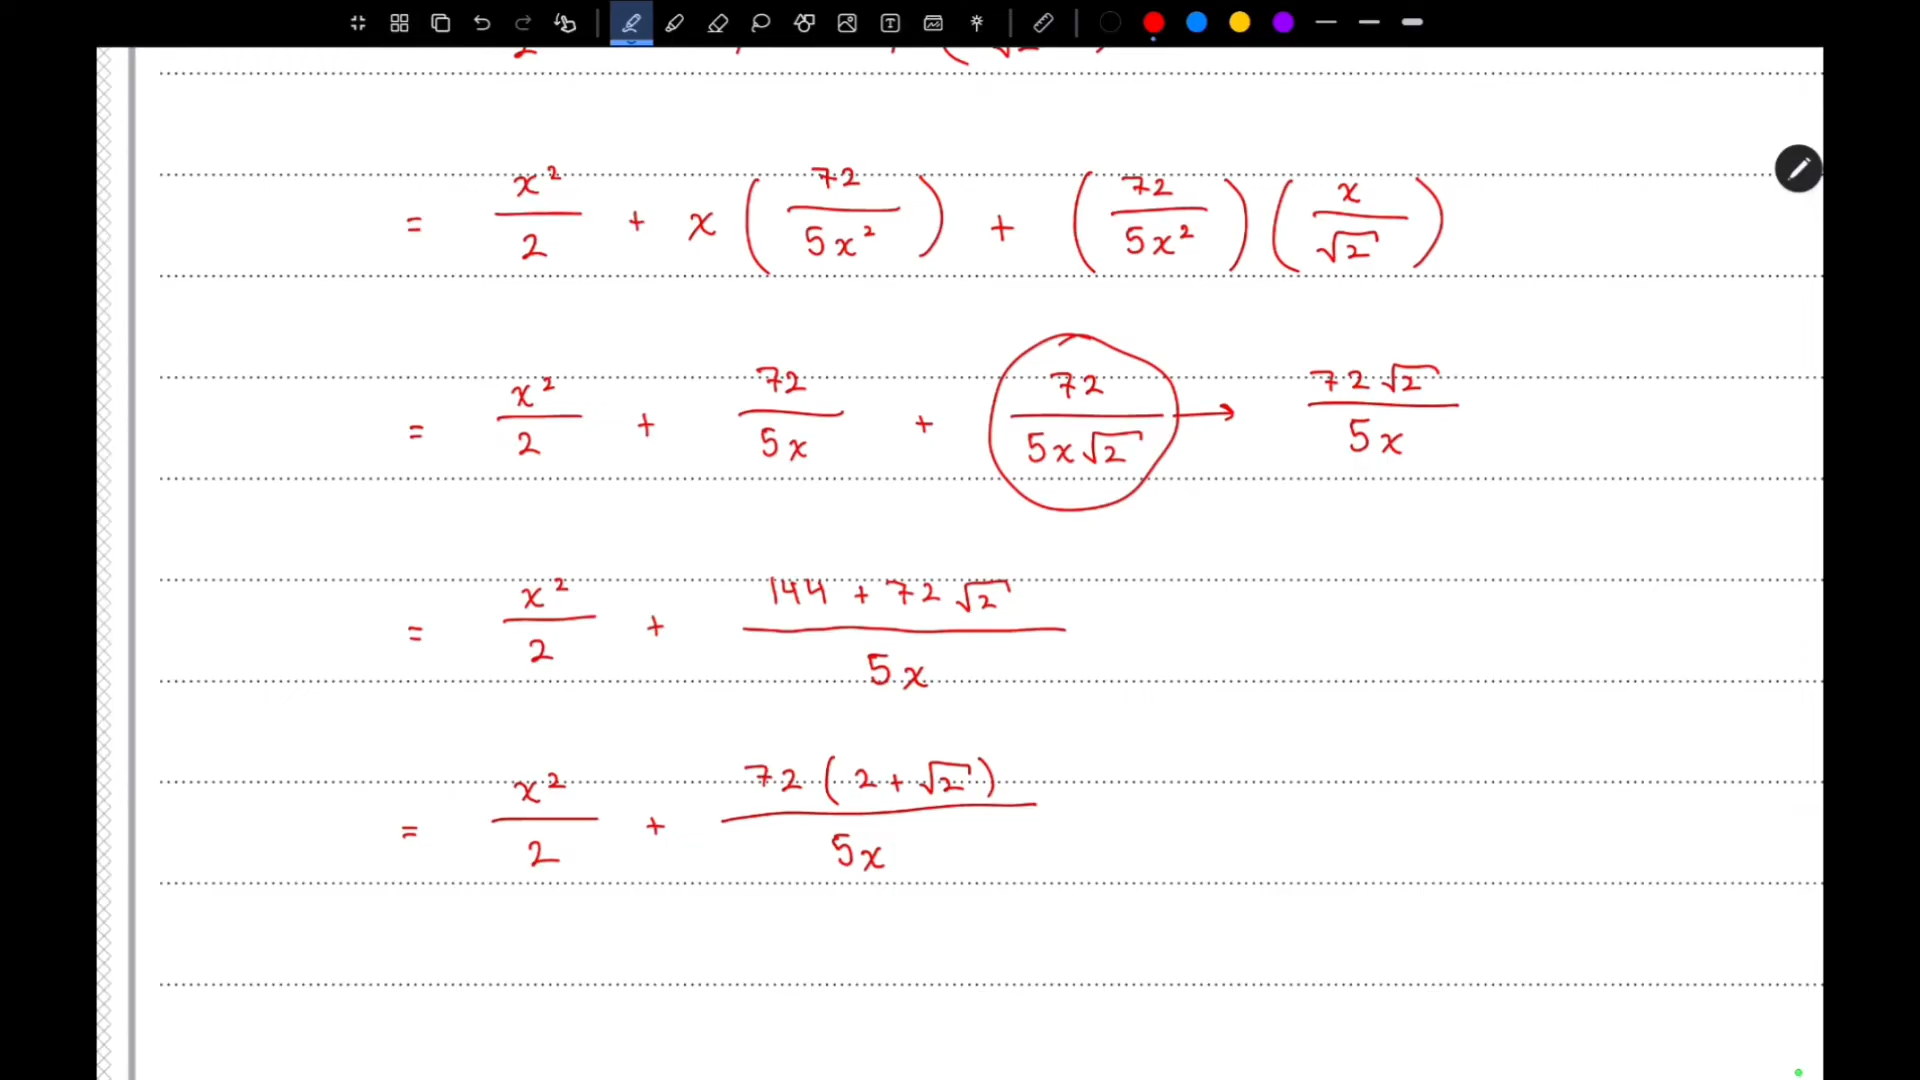 = x²/2 + x(72/5x²) + (72/5x²)(x/√2)
= x²/2 + 72/5x + 72/5x√2 → 72√2/5x
= x²/2 + 144 + 72√2/5x
= x²/2 + 72(2+√2)/5x